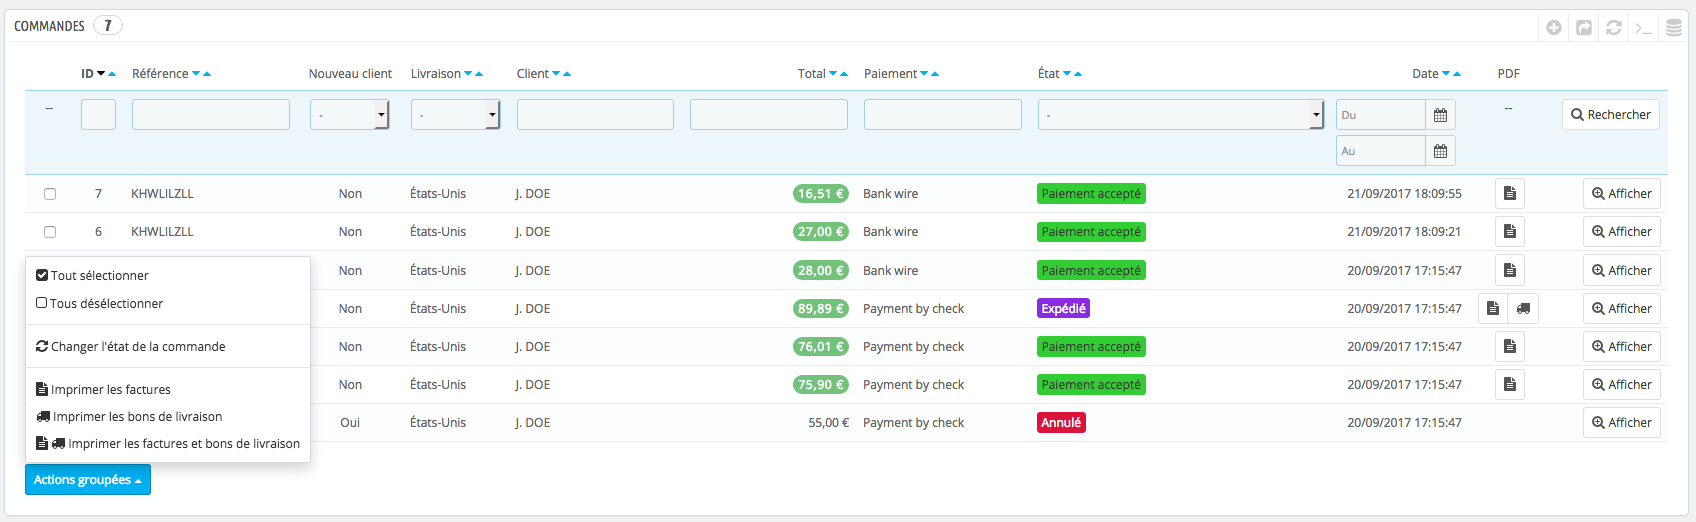 COMMANDES 7
ID Référence Nouveau client Livraison Client Total Paiement État Date PDF
-- - - - Du -- Rechercher
Au
7 KHWLILZLL Non États-Unis J. DOE 16,51 € Bank wire Paiement accepté 21/09/2017 18:09:55 Afficher
6 KHWLILZLL Non États-Unis J. DOE 27,00 € Bank wire Paiement accepté 21/09/2017 18:09:21 Afficher
Tout sélectionner Non États-Unis J. DOE 28,00 € Bank wire Paiement accepté 20/09/2017 17:15:47 Afficher
Tous désélectionner Non États-Unis J. DOE 89,89 € Payment by check Expédié 20/09/2017 17:15:47 Afficher
Changer l'état de la commande Non États-Unis J. DOE 76,01 € Payment by check Paiement accepté 20/09/2017 17:15:47 Afficher
Imprimer les factures Non États-Unis J. DOE 75,90 € Payment by check Paiement accepté 20/09/2017 17:15:47 Afficher
Imprimer les bons de livraison Oui États-Unis J. DOE 55,00 € Payment by check Annulé 20/09/2017 17:15:47 Afficher
Imprimer les factures et bons de livraison
Actions groupées